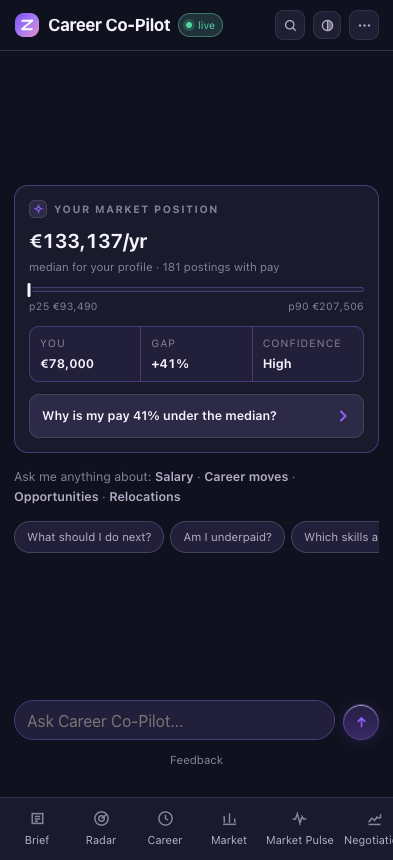 Career Co-Pilot live
YOUR MARKET POSITION
€133,137/yr
median for your profile · 181 postings with pay
p25 €93,490 p90 €207,506
YOU GAP CONFIDENCE
€78,000 +41% High
Why is my pay 41% under the median?
Ask me anything about: Salary · Career moves ·
Opportunities · Relocations
What should I do next? Am I underpaid? Which skills a
Ask Career Co-Pilot...
Feedback
Brief Radar Career Market Market Pulse Negotiati